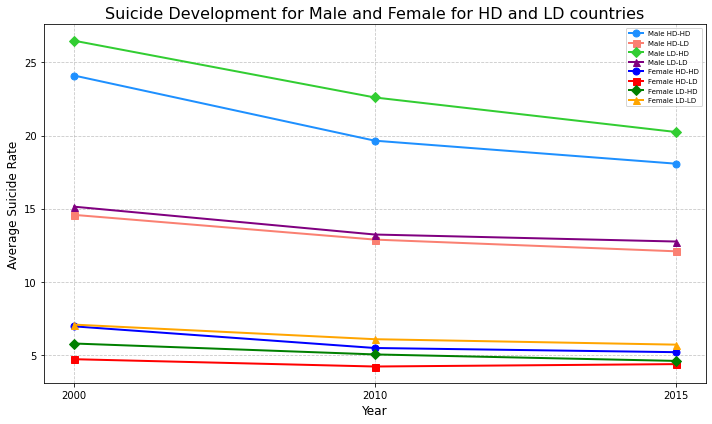 Suicide Development for Male and Female for HD and LD countries
Male HD-HD
Male HD-LD
Male LD-HD
Male LD-LD
Female HD-HD
Female HD-LD
Female LD-HD
Female LD-LD
Average Suicide Rate
25
20
15
10
5
2000
2010
2015
Year